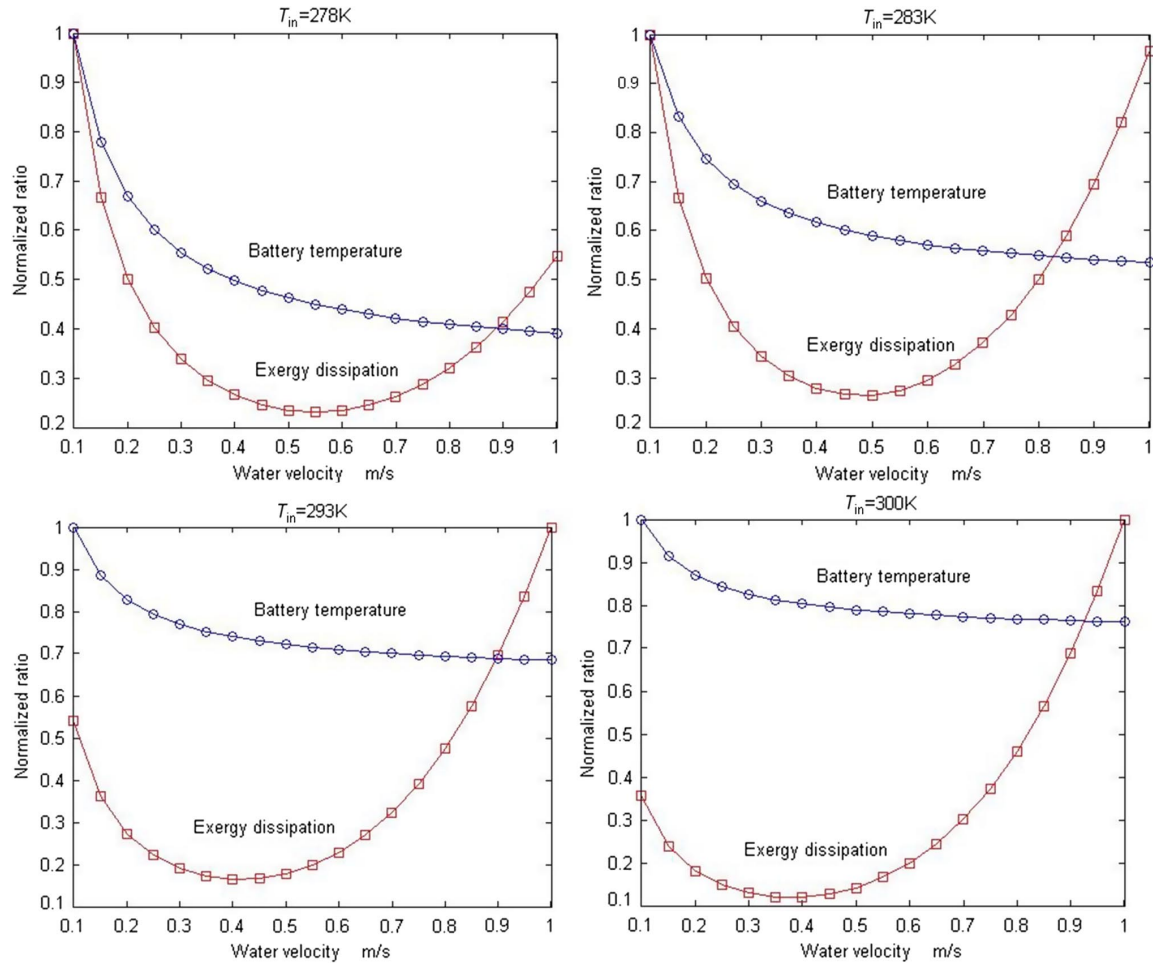 T_in=278K
1
0.9
0.8
0.7
0.6
0.5
0.4
0.3
0.2
Normalized ratio
Battery temperature
Exergy dissipation
0.1 0.2 0.3 0.4 0.5 0.6 0.7 0.8 0.9 1
Water velocity m/s
T_in=283K
1
0.9
0.8
0.7
0.6
0.5
0.4
0.3
0.2
Normalized ratio
Battery temperature
Exergy dissipation
0.1 0.2 0.3 0.4 0.5 0.6 0.7 0.8 0.9 1
Water velocity m/s
T_in=293K
1
0.9
0.8
0.7
0.6
0.5
0.4
0.3
0.2
0.1
Normalized ratio
Battery temperature
Exergy dissipation
0.1 0.2 0.3 0.4 0.5 0.6 0.7 0.8 0.9 1
Water velocity m/s
T_in=300K
1
0.9
0.8
0.7
0.6
0.5
0.4
0.3
0.2
0.1
Normalized ratio
Battery temperature
Exergy dissipation
0.1 0.2 0.3 0.4 0.5 0.6 0.7 0.8 0.9 1
Water velocity m/s